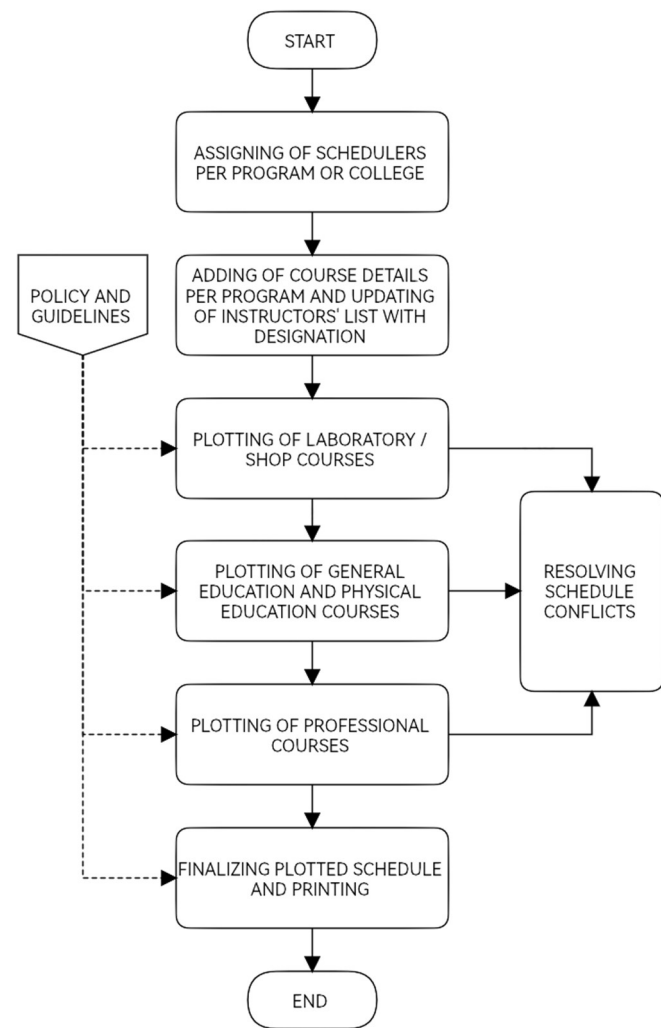 START
ASSIGNING OF SCHEDULERS
PER PROGRAM OR COLLEGE
POLICY AND
GUIDELINES
ADDING OF COURSE DETAILS
PER PROGRAM AND UPDATING
OF INSTRUCTORS' LIST WITH
DESIGNATION
PLOTTING OF LABORATORY /
SHOP COURSES
PLOTTING OF GENERAL
EDUCATION AND PHYSICAL
EDUCATION COURSES
RESOLVING
SCHEDULE
CONFLICTS
PLOTTING OF PROFESSIONAL
COURSES
FINALIZING PLOTTED SCHEDULE
AND PRINTING
END